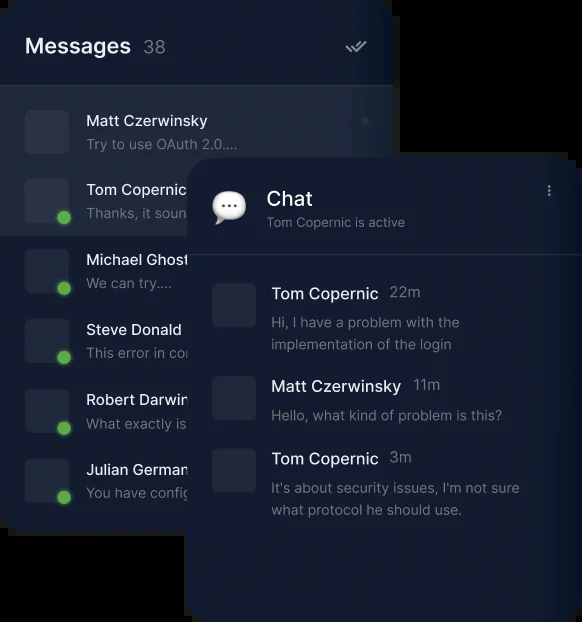 Messages 38
Matt Czerwinsky
Try to use OAuth 2.0....
Tom Copernic
Thanks, it soun
Michael Ghost
We can try....
Steve Donald
This error in co
Robert Darwin
What exactly is
Julian German
You have config
Chat
Tom Copernic is active
Tom Copernic 22m
Hi, I have a problem with the
implementation of the login
Matt Czerwinsky 11m
Hello, what kind of problem is this?
Tom Copernic 3m
It's about security issues, I'm not sure
what protocol he should use.